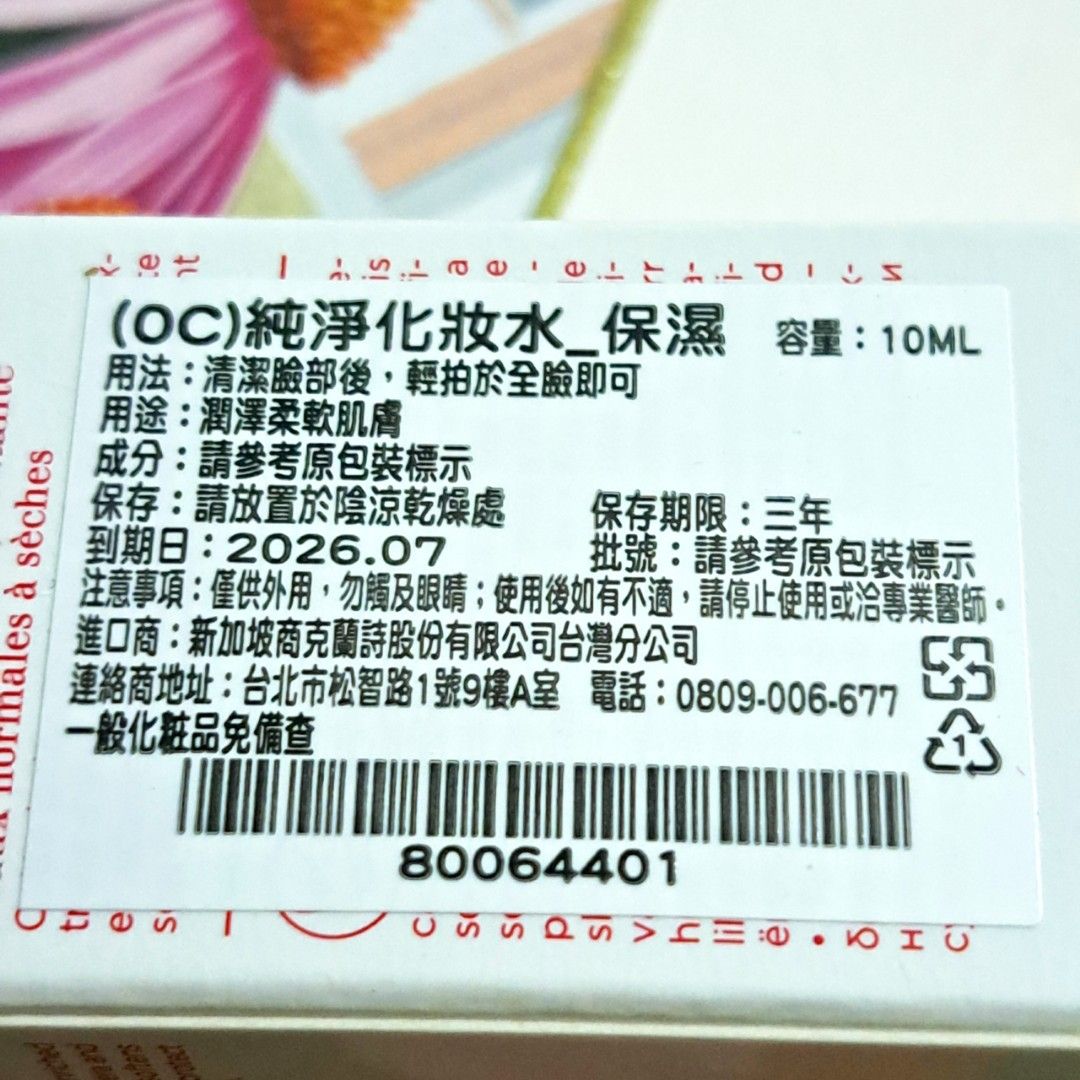 (OC)純淨化妝水_保濕 容量：10ML
用法：清潔臉部後，輕拍於全臉即可
用途：潤澤柔軟肌膚
成分：請參考原包裝標示
保存：請放置於陰涼乾燥處 保存期限：三年
到期日：2026.07 批號：請參考原包裝標示
注意事項：僅供外用，勿觸及眼睛；使用後如有不適，請停止使用或洽專業醫師。
進口商：新加坡商克蘭詩股份有限公司台灣分公司
連絡商地址：台北市松智路1號9樓A室 電話：0809-006-677
一般化粧品免備查
1
80064401
normales à sèches